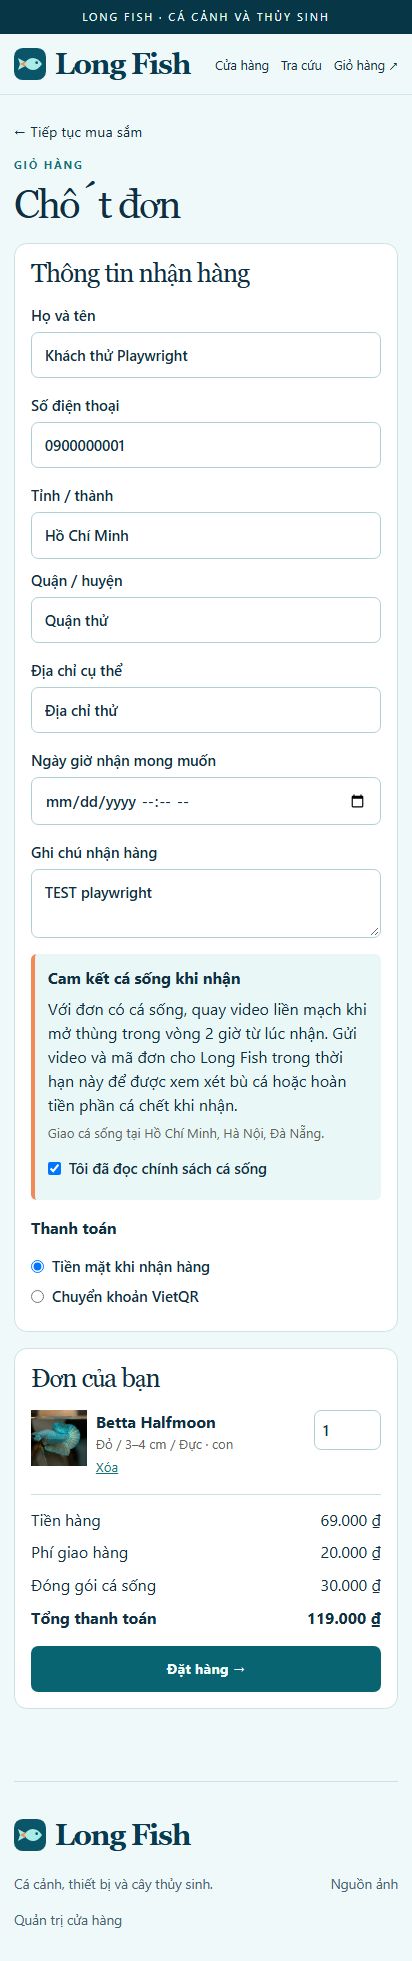 LONG FISH · CÁ CẢNH VÀ THỦY SINH
Long Fish
Cửa hàng
Tra cứu
Giỏ hàng ↗
← Tiếp tục mua sắm
GIỎ HÀNG
Chốt đơn
Thông tin nhận hàng
Họ và tên
Khách thử Playwright
Số điện thoại
0900000001
Tỉnh / thành
Hồ Chí Minh
Quận / huyện
Quận thử
Địa chỉ cụ thể
Địa chỉ thử
Ngày giờ nhận mong muốn
mm/dd/yyyy --:-- --
Ghi chú nhận hàng
TEST playwright
Cam kết cá sống khi nhận
Với đơn có cá sống, quay video liền mạch khi
mở thùng trong vòng 2 giờ từ lúc nhận. Gửi
video và mã đơn cho Long Fish trong thời
hạn này để được xem xét bù cá hoặc hoàn
tiền phần cá chết khi nhận.
Giao cá sống tại Hồ Chí Minh, Hà Nội, Đà Nẵng.
Tôi đã đọc chính sách cá sống
Thanh toán
Tiền mặt khi nhận hàng
Chuyển khoản VietQR
Đơn của bạn
Betta Halfmoon
1
Đỏ / 3–4 cm / Đực · con
Xóa
Tiền hàng 69.000 ₫
Phí giao hàng 20.000 ₫
Đóng gói cá sống 30.000 ₫
Tổng thanh toán 119.000 ₫
Đặt hàng →
Long Fish
Cá cảnh, thiết bị và cây thủy sinh.
Nguồn ảnh
Quản trị cửa hàng